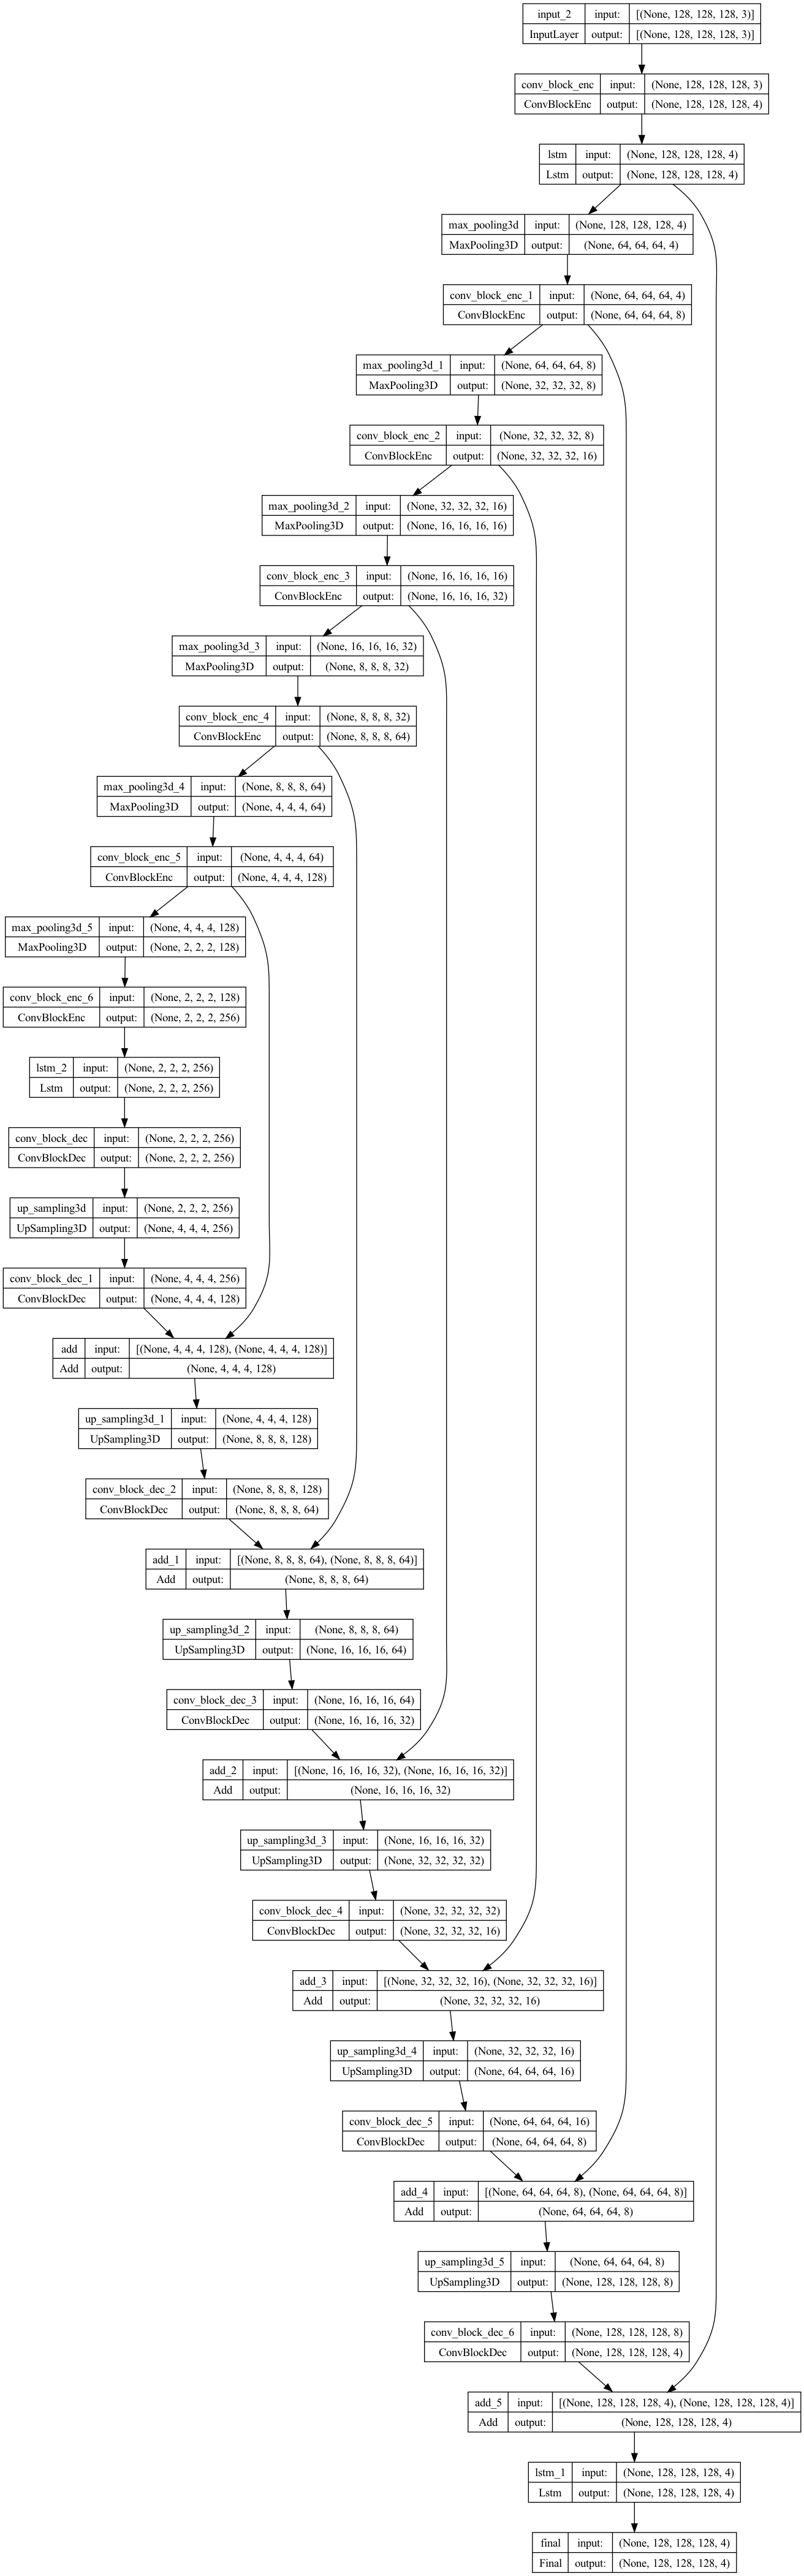 input_2 input: [(None, 128, 128, 128, 3)]
InputLayer output: [(None, 128, 128, 128, 3)]
conv_block_enc input: (None, 128, 128, 128, 3)
ConvBlockEnc output: (None, 128, 128, 128, 4)
lstm input: (None, 128, 128, 128, 4)
Lstm output: (None, 128, 128, 128, 4)
max_pooling3d input: (None, 128, 128, 128, 4)
MaxPooling3D output: (None, 64, 64, 64, 4)
conv_block_enc_1 input: (None, 64, 64, 64, 4)
ConvBlockEnc output: (None, 64, 64, 64, 8)
max_pooling3d_1 input: (None, 64, 64, 64, 8)
MaxPooling3D output: (None, 32, 32, 32, 8)
conv_block_enc_2 input: (None, 32, 32, 32, 8)
ConvBlockEnc output: (None, 32, 32, 32, 16)
max_pooling3d_2 input: (None, 32, 32, 32, 16)
MaxPooling3D output: (None, 16, 16, 16, 16)
conv_block_enc_3 input: (None, 16, 16, 16, 16)
ConvBlockEnc output: (None, 16, 16, 16, 32)
max_pooling3d_3 input: (None, 16, 16, 16, 32)
MaxPooling3D output: (None, 8, 8, 8, 32)
conv_block_enc_4 input: (None, 8, 8, 8, 32)
ConvBlockEnc output: (None, 8, 8, 8, 64)
max_pooling3d_4 input: (None, 8, 8, 8, 64)
MaxPooling3D output: (None, 4, 4, 4, 64)
conv_block_enc_5 input: (None, 4, 4, 4, 64)
ConvBlockEnc output: (None, 4, 4, 4, 128)
max_pooling3d_5 input: (None, 4, 4, 4, 128)
MaxPooling3D output: (None, 2, 2, 2, 128)
conv_block_enc_6 input: (None, 2, 2, 2, 128)
ConvBlockEnc output: (None, 2, 2, 2, 256)
lstm_2 input: (None, 2, 2, 2, 256)
Lstm output: (None, 2, 2, 2, 256)
conv_block_dec input: (None, 2, 2, 2, 256)
ConvBlockDec output: (None, 2, 2, 2, 256)
up_sampling3d input: (None, 2, 2, 2, 256)
UpSampling3D output: (None, 4, 4, 4, 256)
conv_block_dec_1 input: (None, 4, 4, 4, 256)
ConvBlockDec output: (None, 4, 4, 4, 128)
add input: [(None, 4, 4, 4, 128), (None, 4, 4, 4, 128)]
Add output: (None, 4, 4, 4, 128)
up_sampling3d_1 input: (None, 4, 4, 4, 128)
UpSampling3D output: (None, 8, 8, 8, 128)
conv_block_dec_2 input: (None, 8, 8, 8, 128)
ConvBlockDec output: (None, 8, 8, 8, 64)
add_1 input: [(None, 8, 8, 8, 64), (None, 8, 8, 8, 64)]
Add output: (None, 8, 8, 8, 64)
up_sampling3d_2 input: (None, 8, 8, 8, 64)
UpSampling3D output: (None, 16, 16, 16, 64)
conv_block_dec_3 input: (None, 16, 16, 16, 64)
ConvBlockDec output: (None, 16, 16, 16, 32)
add_2 input: [(None, 16, 16, 16, 32), (None, 16, 16, 16, 32)]
Add output: (None, 16, 16, 16, 32)
up_sampling3d_3 input: (None, 16, 16, 16, 32)
UpSampling3D output: (None, 32, 32, 32, 32)
conv_block_dec_4 input: (None, 32, 32, 32, 32)
ConvBlockDec output: (None, 32, 32, 32, 16)
add_3 input: [(None, 32, 32, 32, 16), (None, 32, 32, 32, 16)]
Add output: (None, 32, 32, 32, 16)
up_sampling3d_4 input: (None, 32, 32, 32, 16)
UpSampling3D output: (None, 64, 64, 64, 16)
conv_block_dec_5 input: (None, 64, 64, 64, 16)
ConvBlockDec output: (None, 64, 64, 64, 8)
add_4 input: [(None, 64, 64, 64, 8), (None, 64, 64, 64, 8)]
Add output: (None, 64, 64, 64, 8)
up_sampling3d_5 input: (None, 64, 64, 64, 8)
UpSampling3D output: (None, 128, 128, 128, 8)
conv_block_dec_6 input: (None, 128, 128, 128, 8)
ConvBlockDec output: (None, 128, 128, 128, 4)
add_5 input: [(None, 128, 128, 128, 4), (None, 128, 128, 128, 4)]
Add output: (None, 128, 128, 128, 4)
lstm_1 input: (None, 128, 128, 128, 4)
Lstm output: (None, 128, 128, 128, 4)
final input: (None, 128, 128, 128, 4)
Final output: (None, 128, 128, 128, 4)